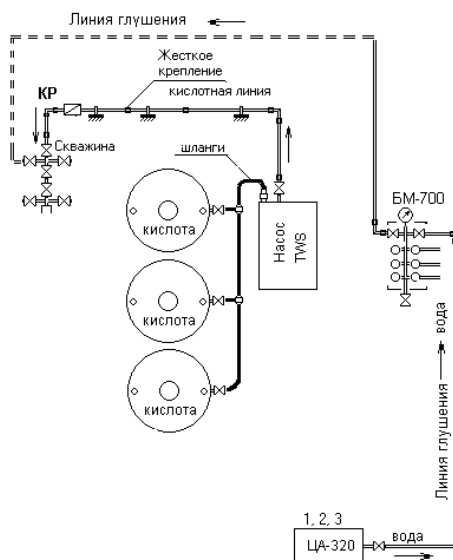 Линия глушения
Жесткое
крепление
КР
кислотная линия
Скважина
шланги
БМ-700
кислота
Насос
TWS
кислота
вода
кислота
Линия глушения
1, 2, 3
ЦА-320
вода